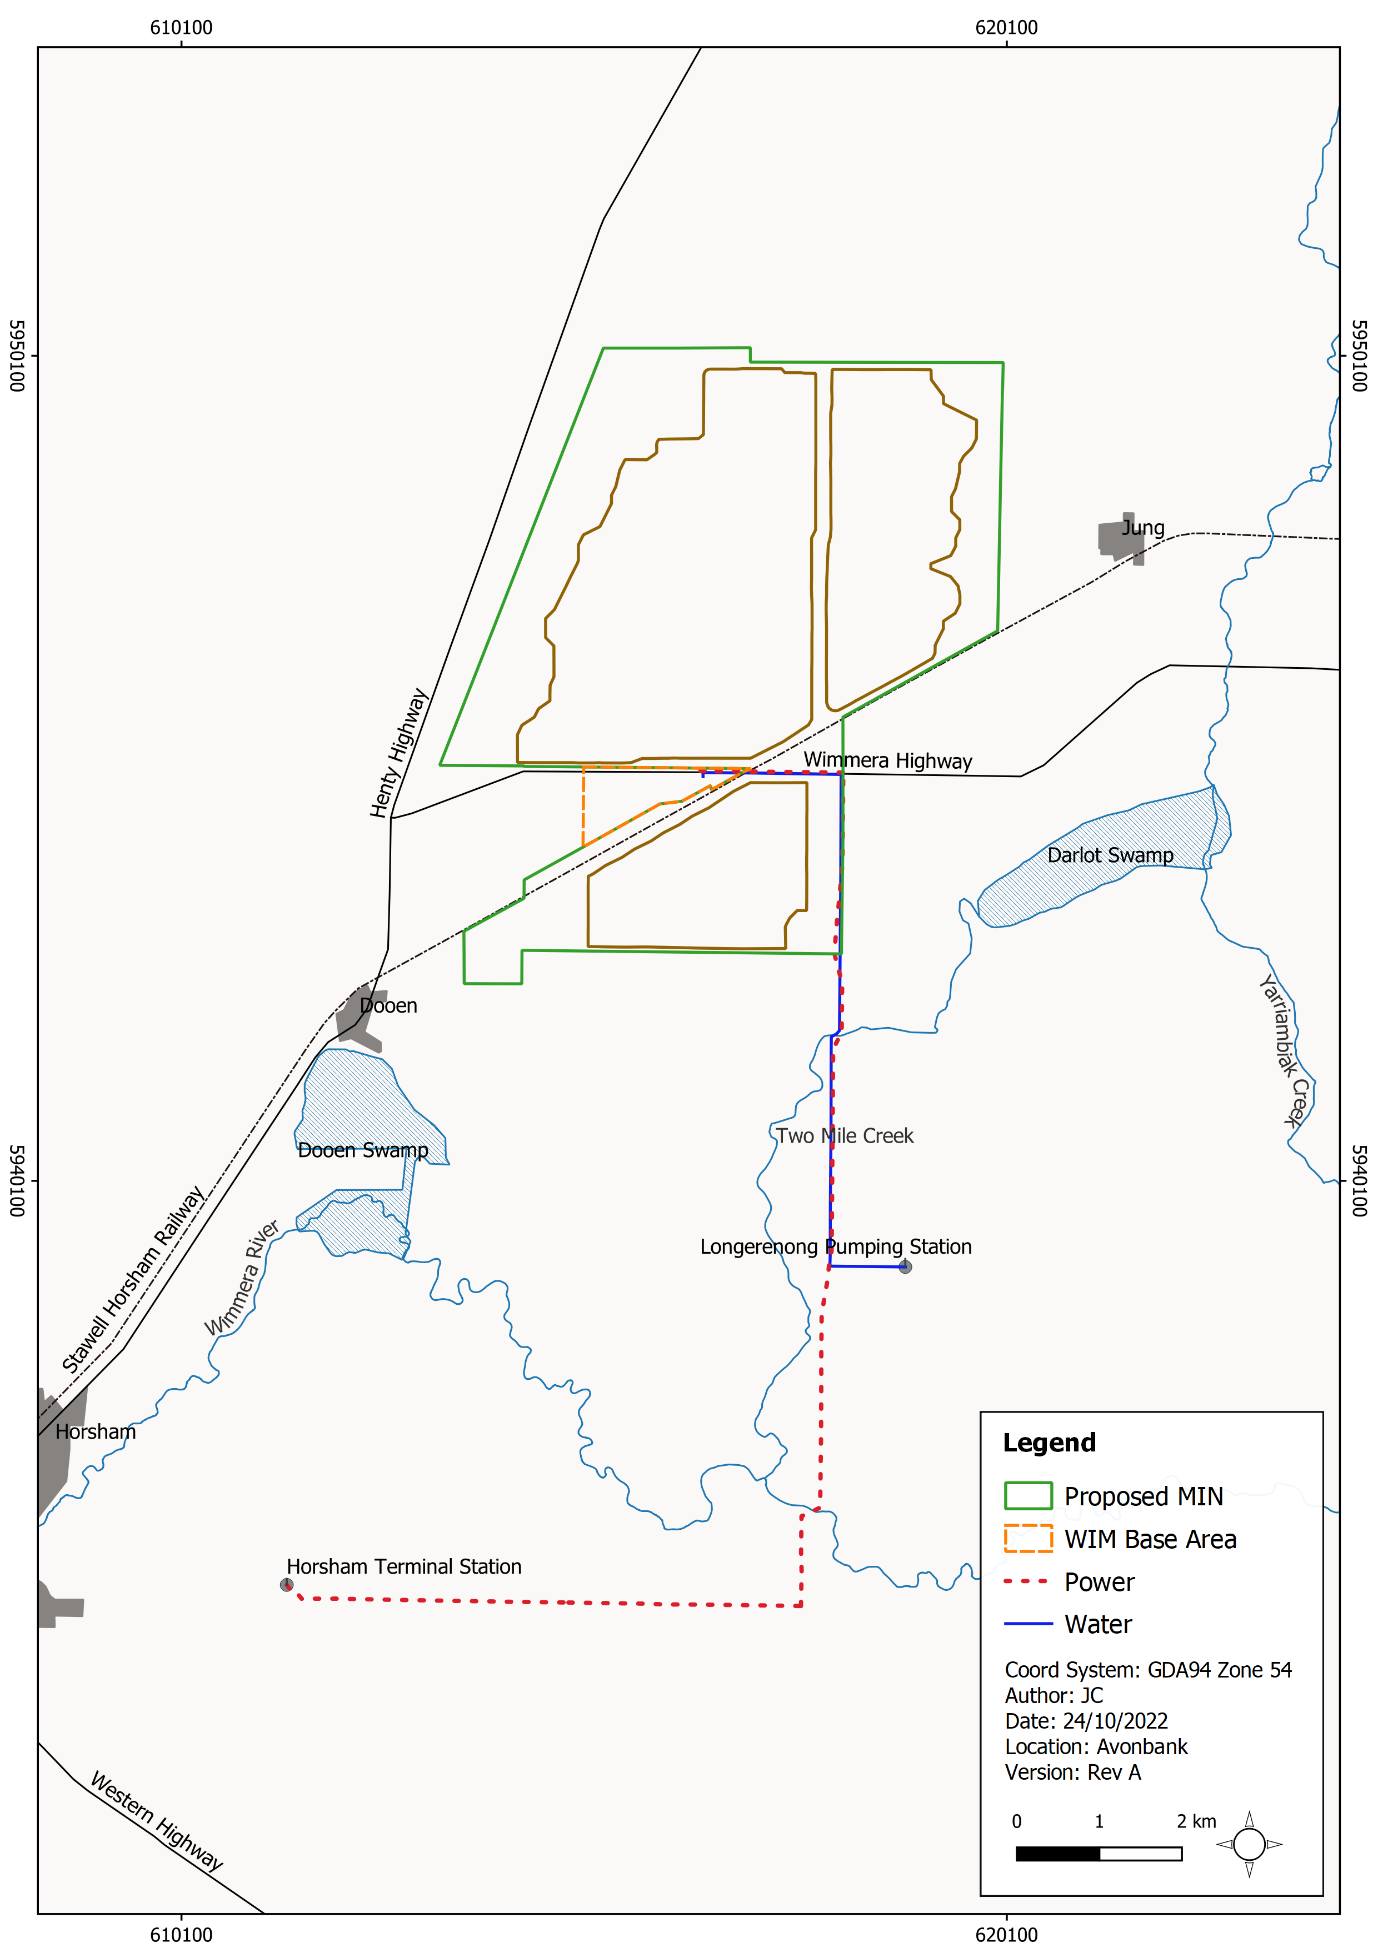 610100
620100
5950100
5950100
Jung
Henty Highway
Wimmera Highway
Darlot Swamp
Dooen
Yarriambiak Creek
Two Mile Creek
Dooen Swamp
5940100
5940100
Stawell Horsham Railway
Wimmera River
Longerenong Pumping Station
Horsham
Legend
Proposed MIN
WIM Base Area
Horsham Terminal Station
Power
Water
Coord System: GDA94 Zone 54
Author: JC
Date: 24/10/2022
Location: Avonbank
Version: Rev A
Western Highway
0 1 2 km
610100
620100